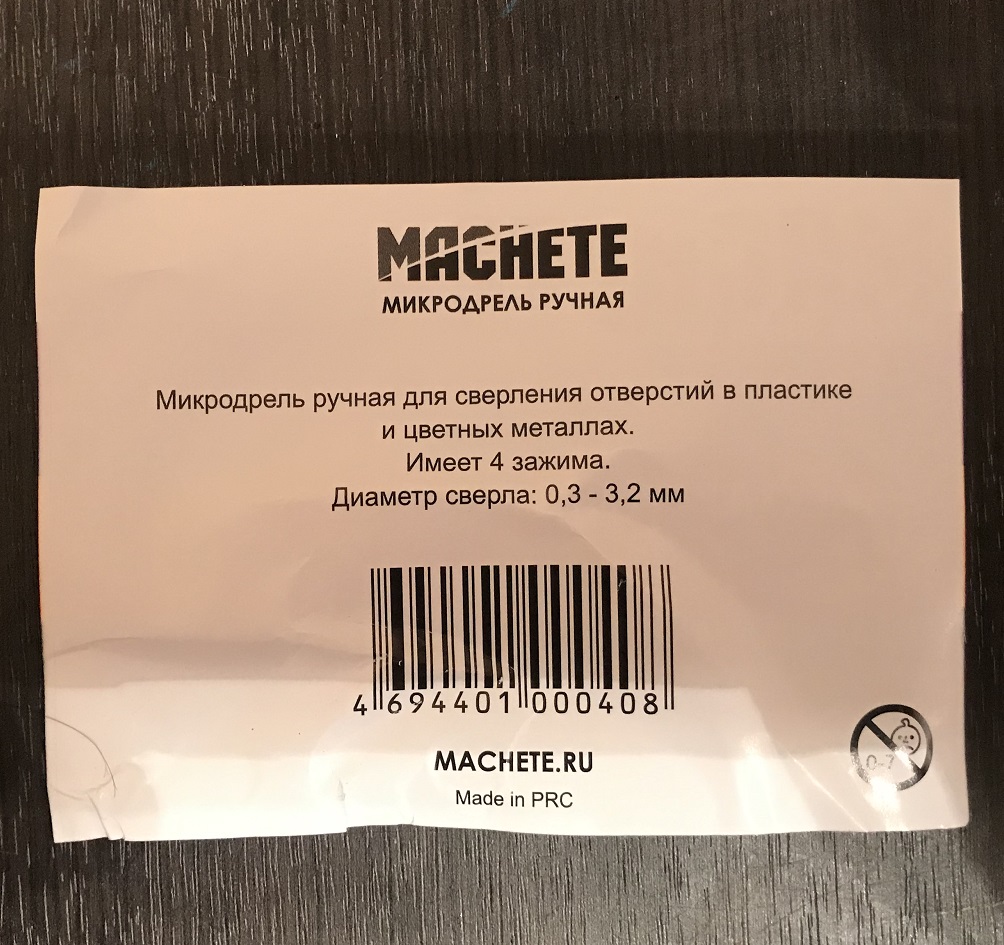 MACHETE
МИКРОДРЕЛЬ РУЧНАЯ
Микродрель ручная для сверления отверстий в пластике
и цветных металлах.
Имеет 4 зажима.
Диаметр сверла: 0,3 - 3,2 мм
4 694401 000408
MACHETE.RU
Made in PRC
0-7